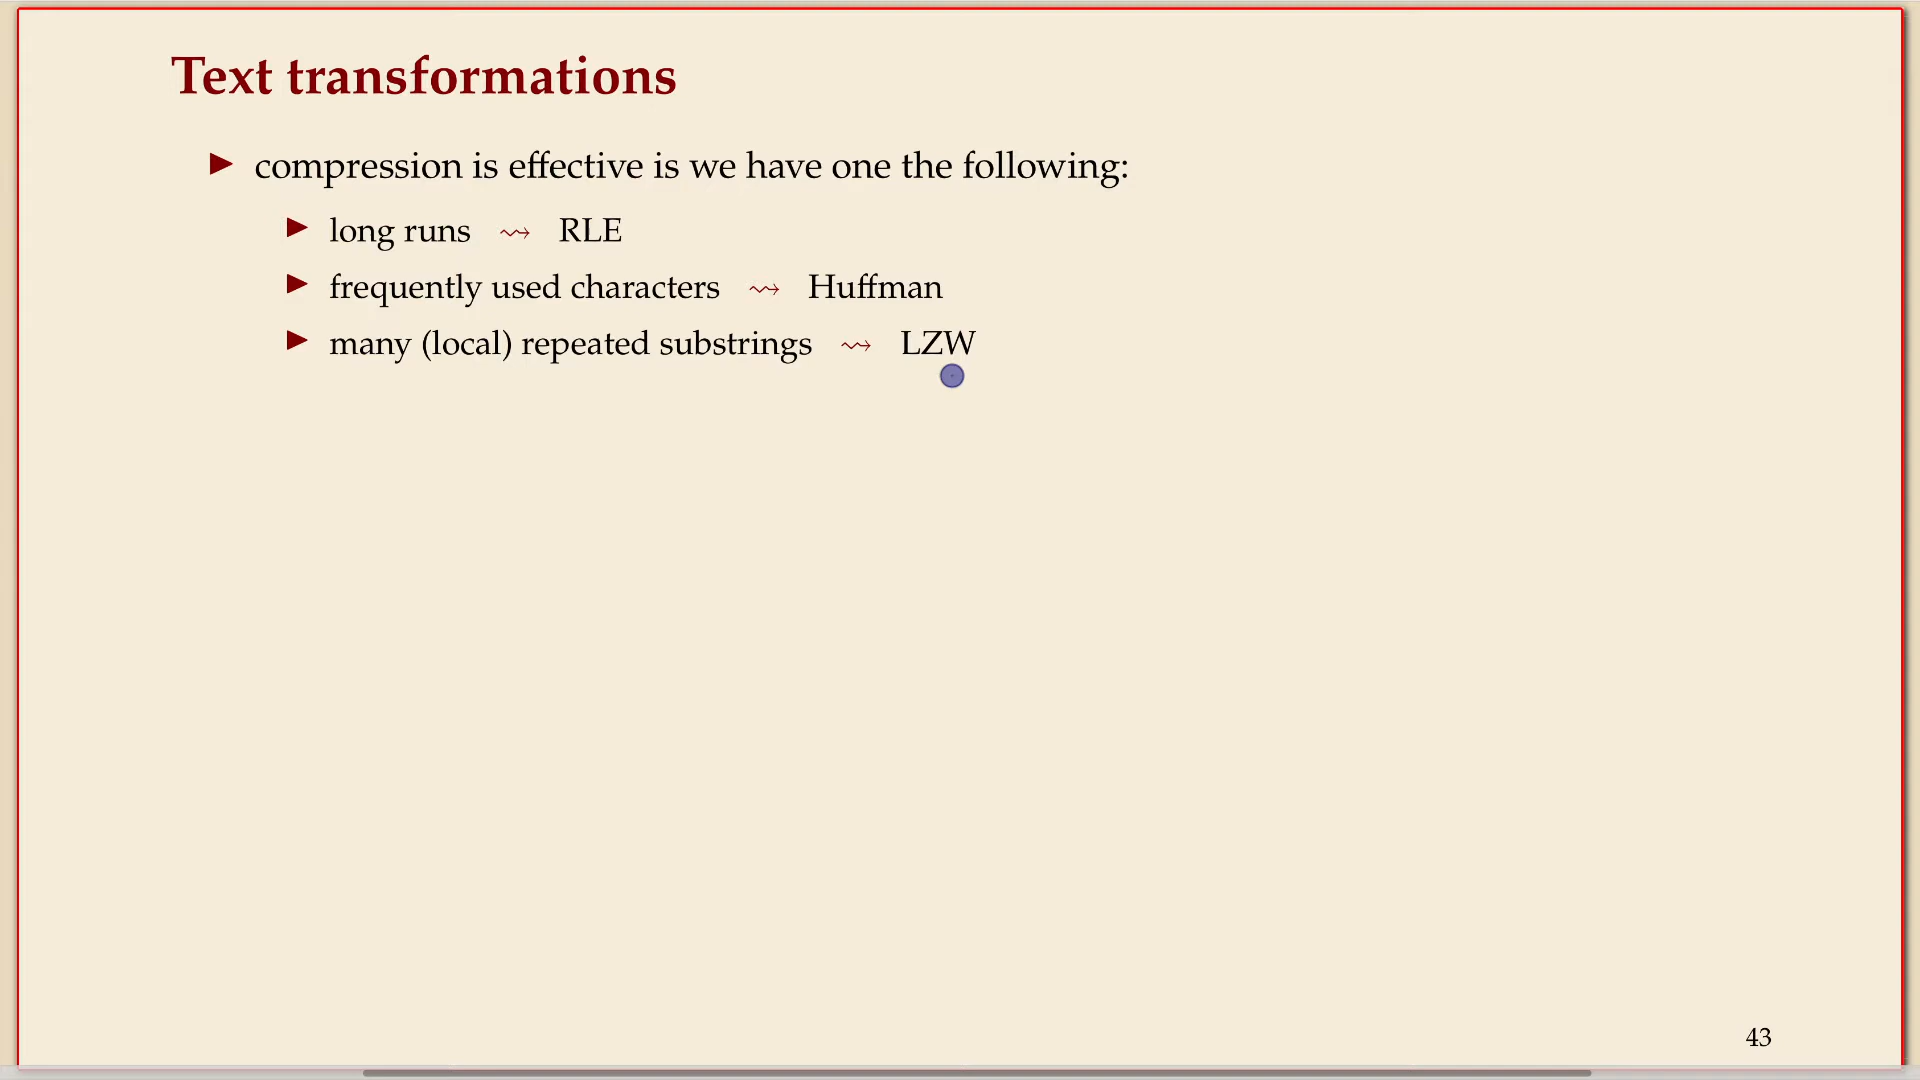 Text transformations
▶ compression is effective is we have one the following:
▶ long runs ⇝ RLE
▶ frequently used characters ⇝ Huffman
▶ many (local) repeated substrings ⇝ LZW
43